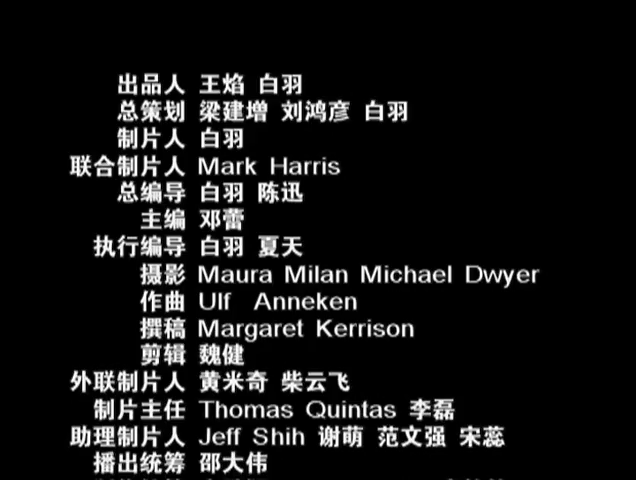 出品人 王焰 白羽
总策划 梁建增 刘鸿彦 白羽
制片人 白羽
联合制片人 Mark Harris
总编导 白羽 陈迅
主编 邓蕾
执行编导 白羽 夏天
摄影 Maura Milan Michael Dwyer
作曲 Ulf Anneken
撰稿 Margaret Kerrison
剪辑 魏健
外联制片人 黄米奇 柴云飞
制片主任 Thomas Quintas 李磊
助理制片人 Jeff Shih 谢萌 范文强 宋蕊
播出统筹 邵大伟